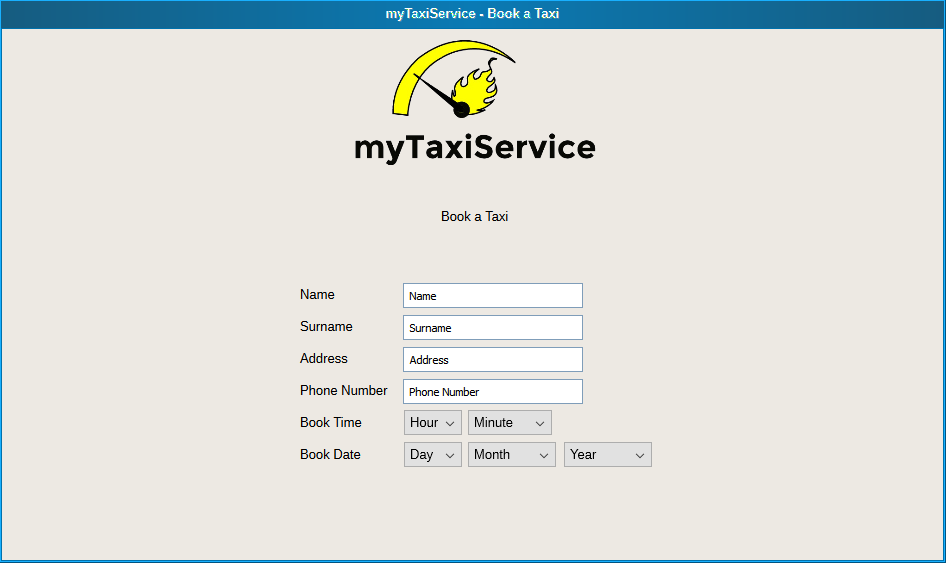 myTaxiService - Book a Taxi
myTaxiService
Book a Taxi
Name Name
Surname Surname
Address Address
Phone Number Phone Number
Book Time Hour Minute
Book Date Day Month Year